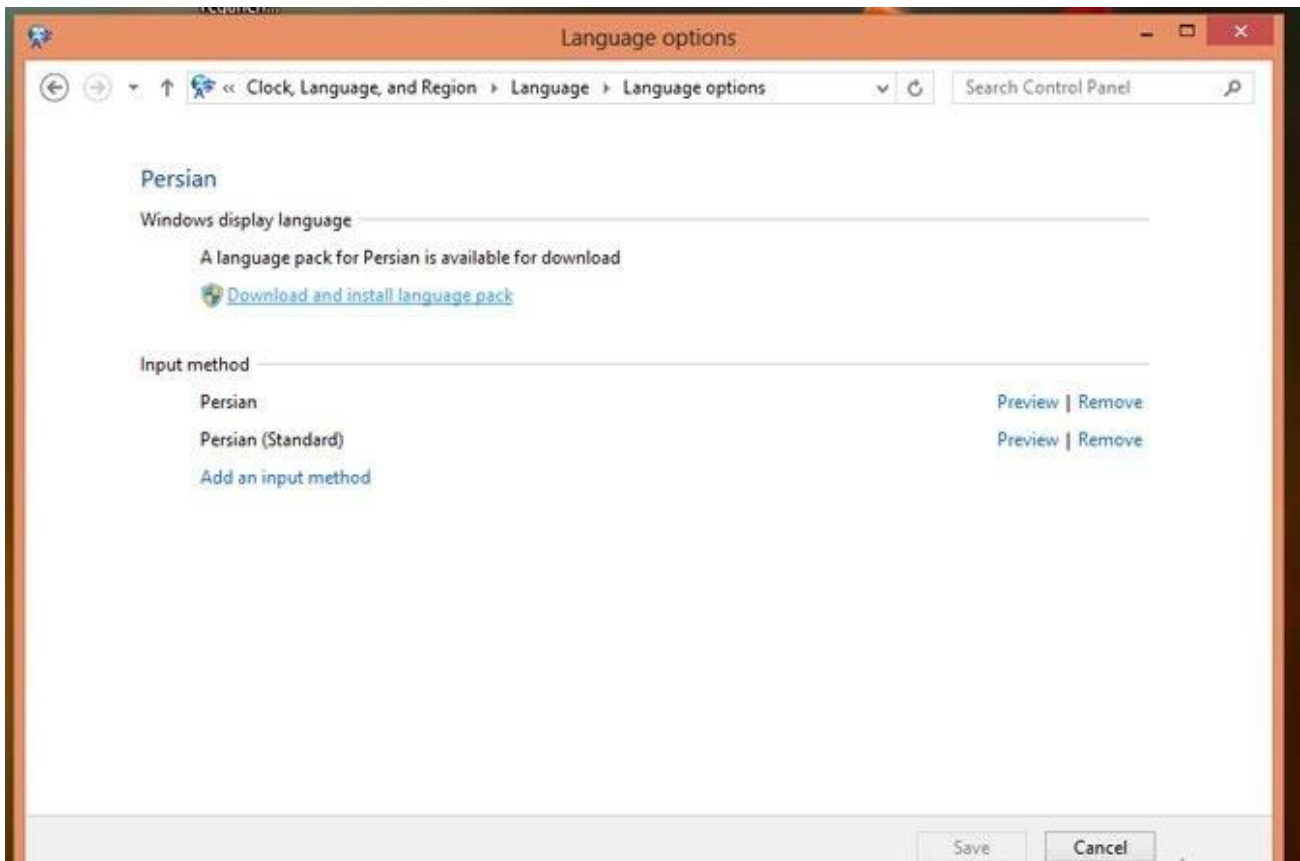 Language options
« Clock, Language, and Region ▸ Language ▸ Language options
Search Control Panel
Persian
Windows display language
A language pack for Persian is available for download
Download and install language pack
Input method
Persian Preview | Remove
Persian (Standard) Preview | Remove
Add an input method
Save Cancel